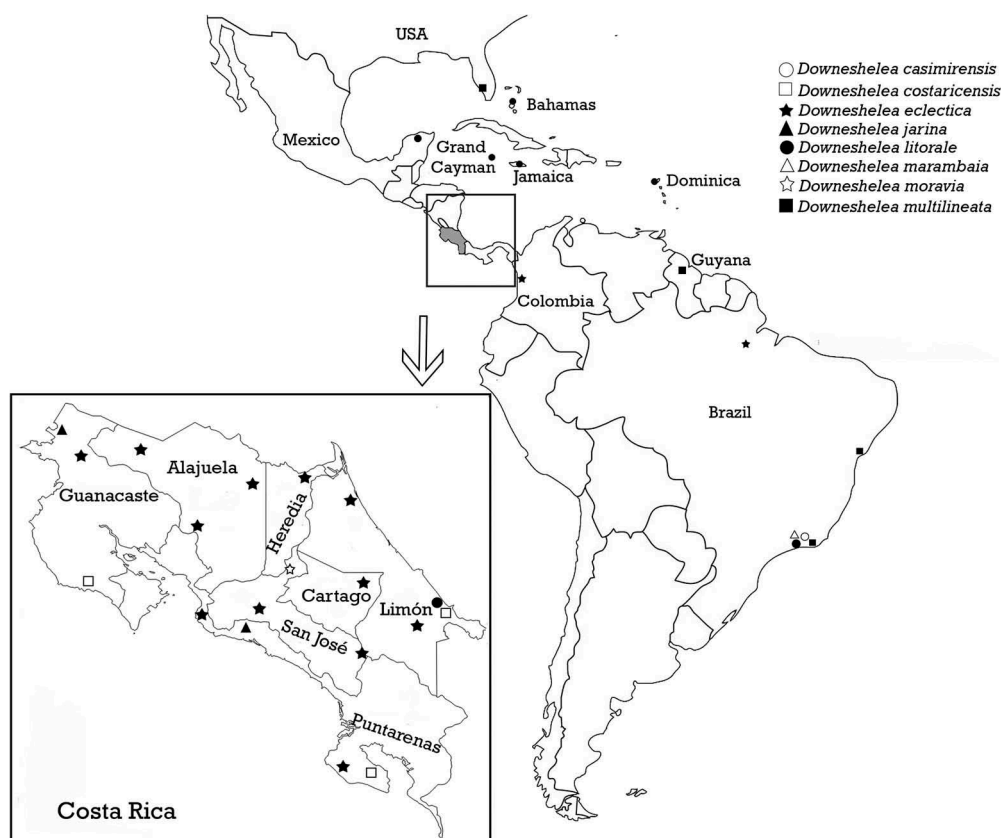 USA
Bahamas
Mexico
Grand
Cayman
Jamaica
Dominica
Guyana
Colombia
Brazil
Downeshelea casimirensis
Downeshelea costaricensis
Downeshelea eclectica
Downeshelea jarina
Downeshelea litorale
Downeshelea marambaia
Downeshelea moravia
Downeshelea multilineata
Alajuela
Guanacaste
Heredia
Cartago
Limón
San José
Puntarenas
Costa Rica